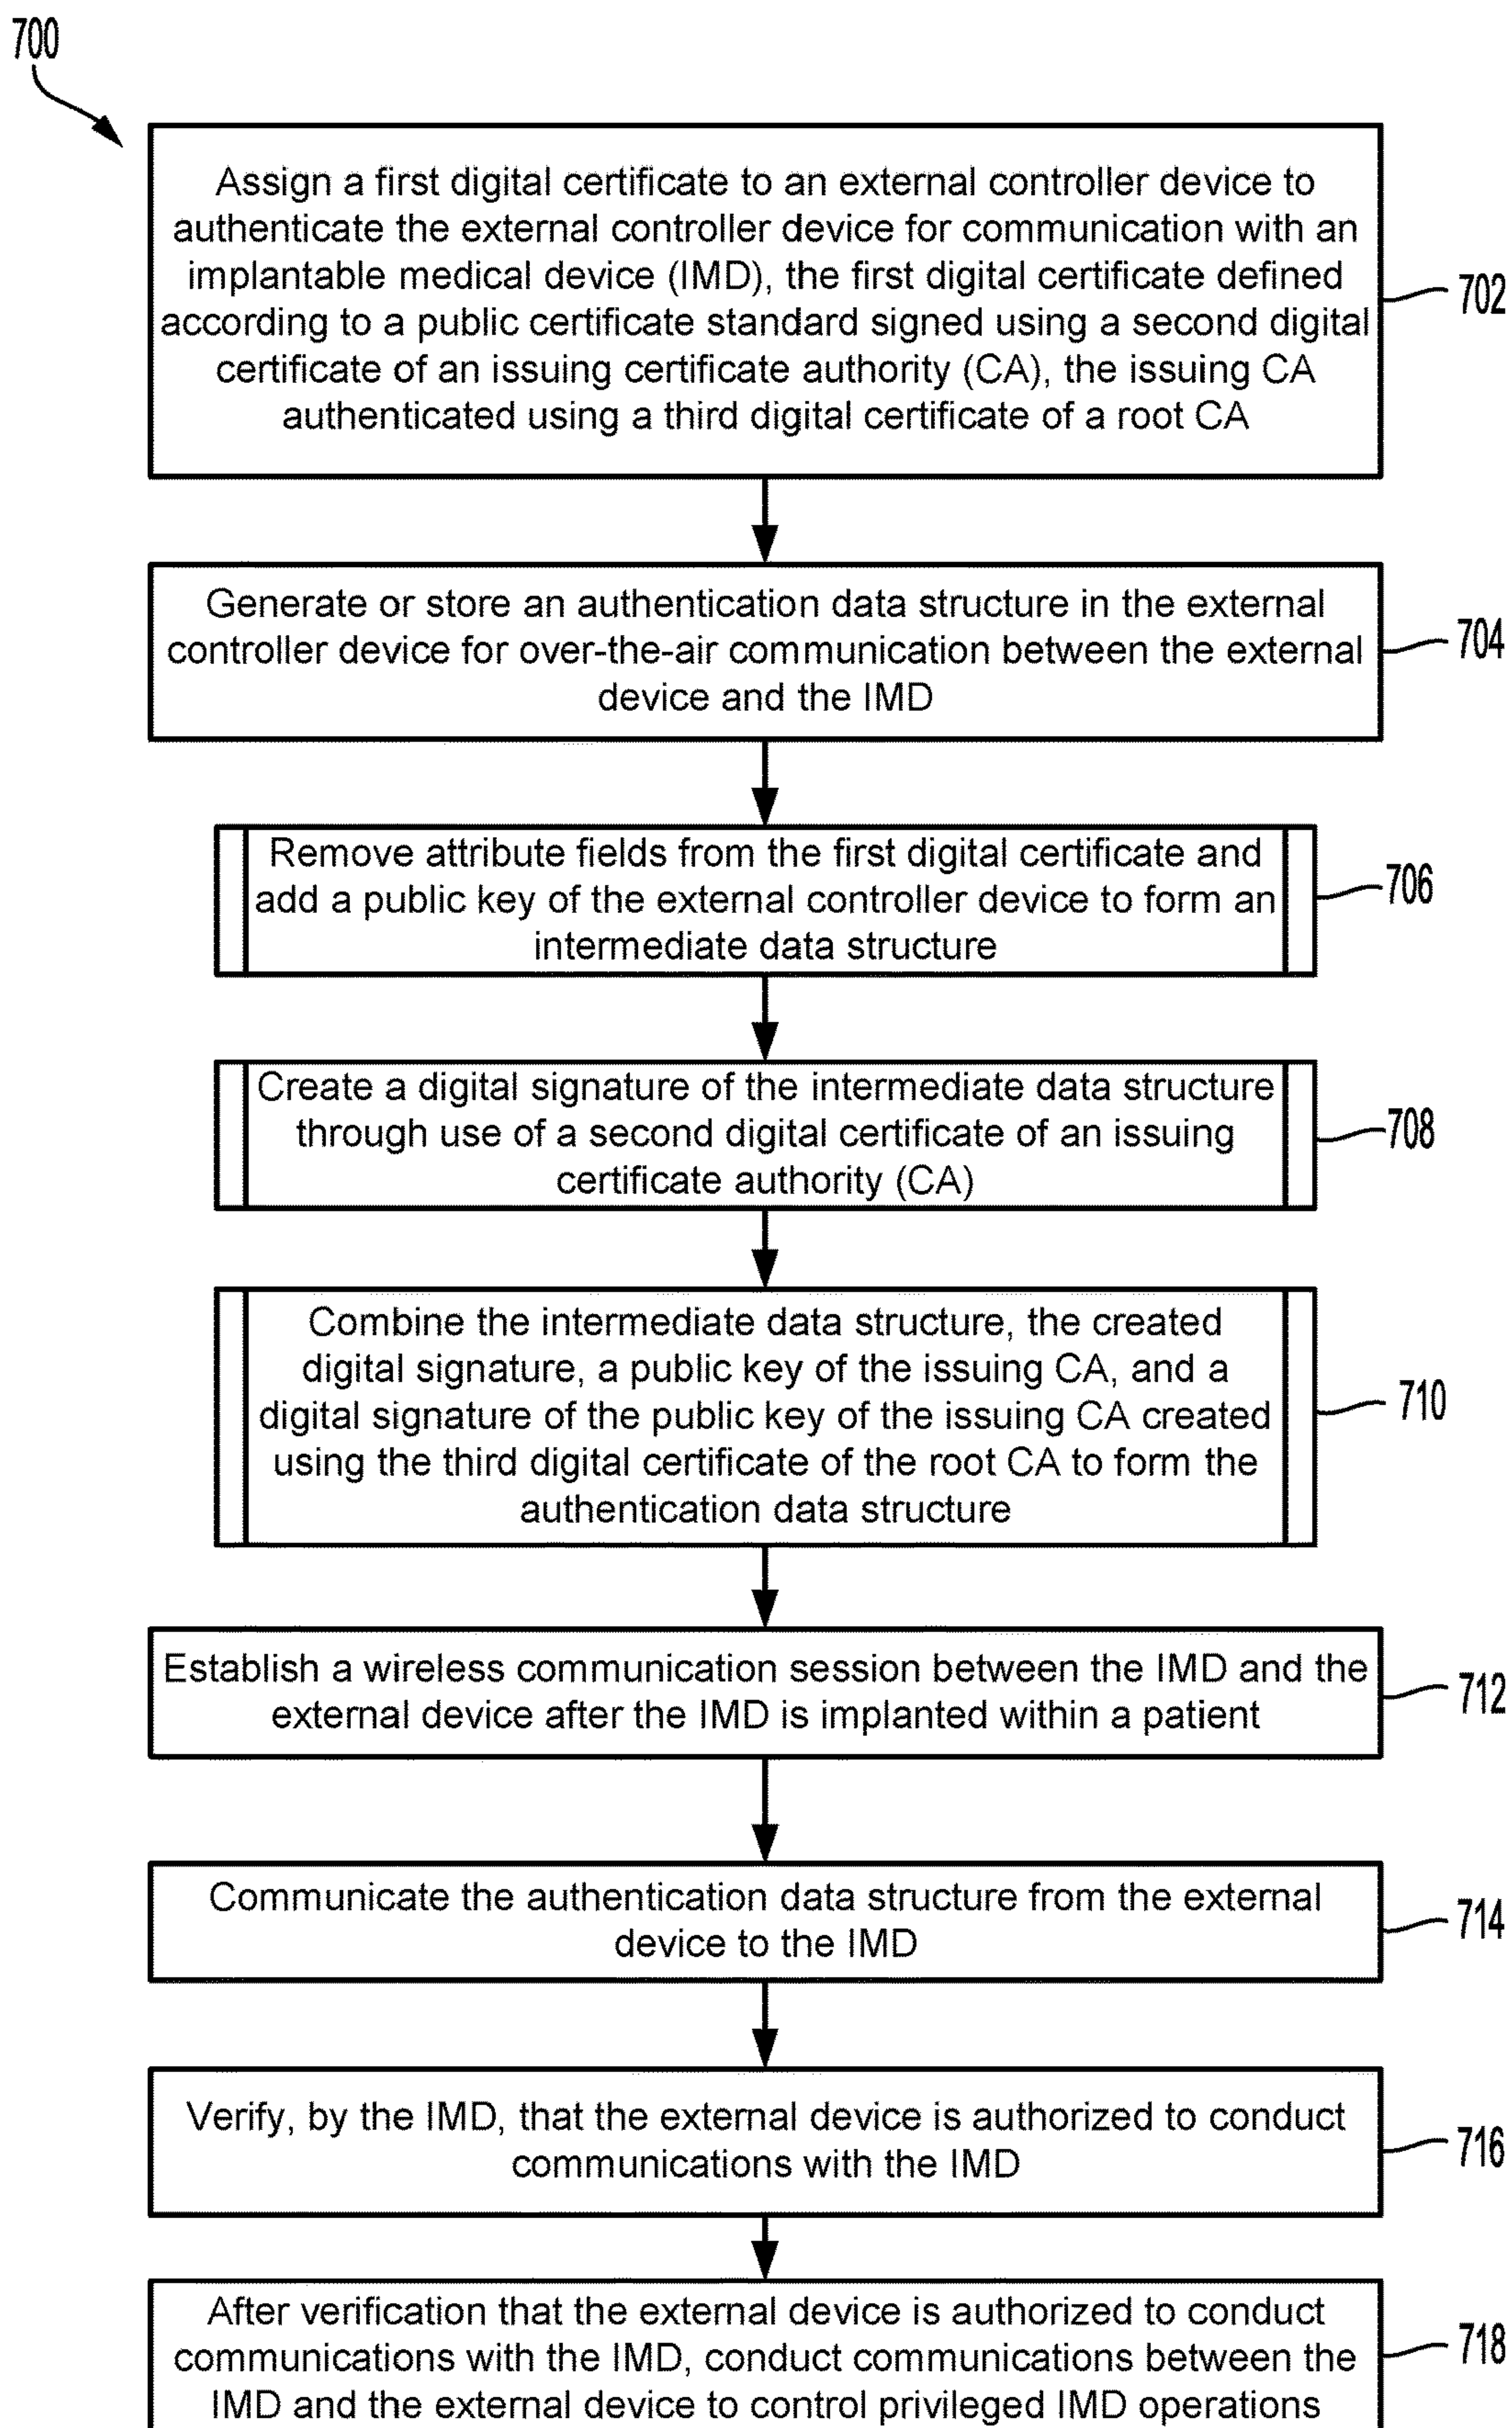 700
Assign a first digital certificate to an external controller device to
authenticate the external controller device for communication with an
implantable medical device (IMD), the first digital certificate defined
according to a public certificate standard signed using a second digital
certificate of an issuing certificate authority (CA), the issuing CA
authenticated using a third digital certificate of a root CA
702
Generate or store an authentication data structure in the external
controller device for over-the-air communication between the external
device and the IMD
704
Remove attribute fields from the first digital certificate and
add a public key of the external controller device to form an
intermediate data structure
706
Create a digital signature of the intermediate data structure
through use of a second digital certificate of an issuing
certificate authority (CA)
708
Combine the intermediate data structure, the created
digital signature, a public key of the issuing CA, and a
digital signature of the public key of the issuing CA created
using the third digital certificate of the root CA to form the
authentication data structure
710
Establish a wireless communication session between the IMD and the
external device after the IMD is implanted within a patient
712
Communicate the authentication data structure from the external
device to the IMD
714
Verify, by the IMD, that the external device is authorized to conduct
communications with the IMD
716
After verification that the external device is authorized to conduct
communications with the IMD, conduct communications between the
IMD and the external device to control privileged IMD operations
718